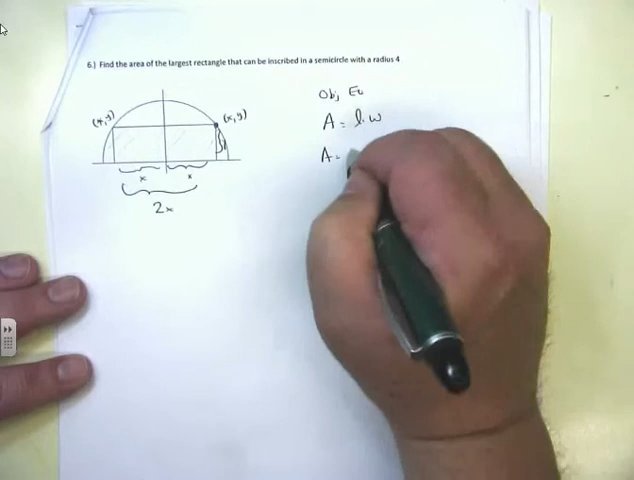 6.) Find the area of the largest rectangle that can be inscribed in a semicircle with a radius 4
Obj Eq
(x,y)
(x,y)
A = l·w
A =
x
x
2x